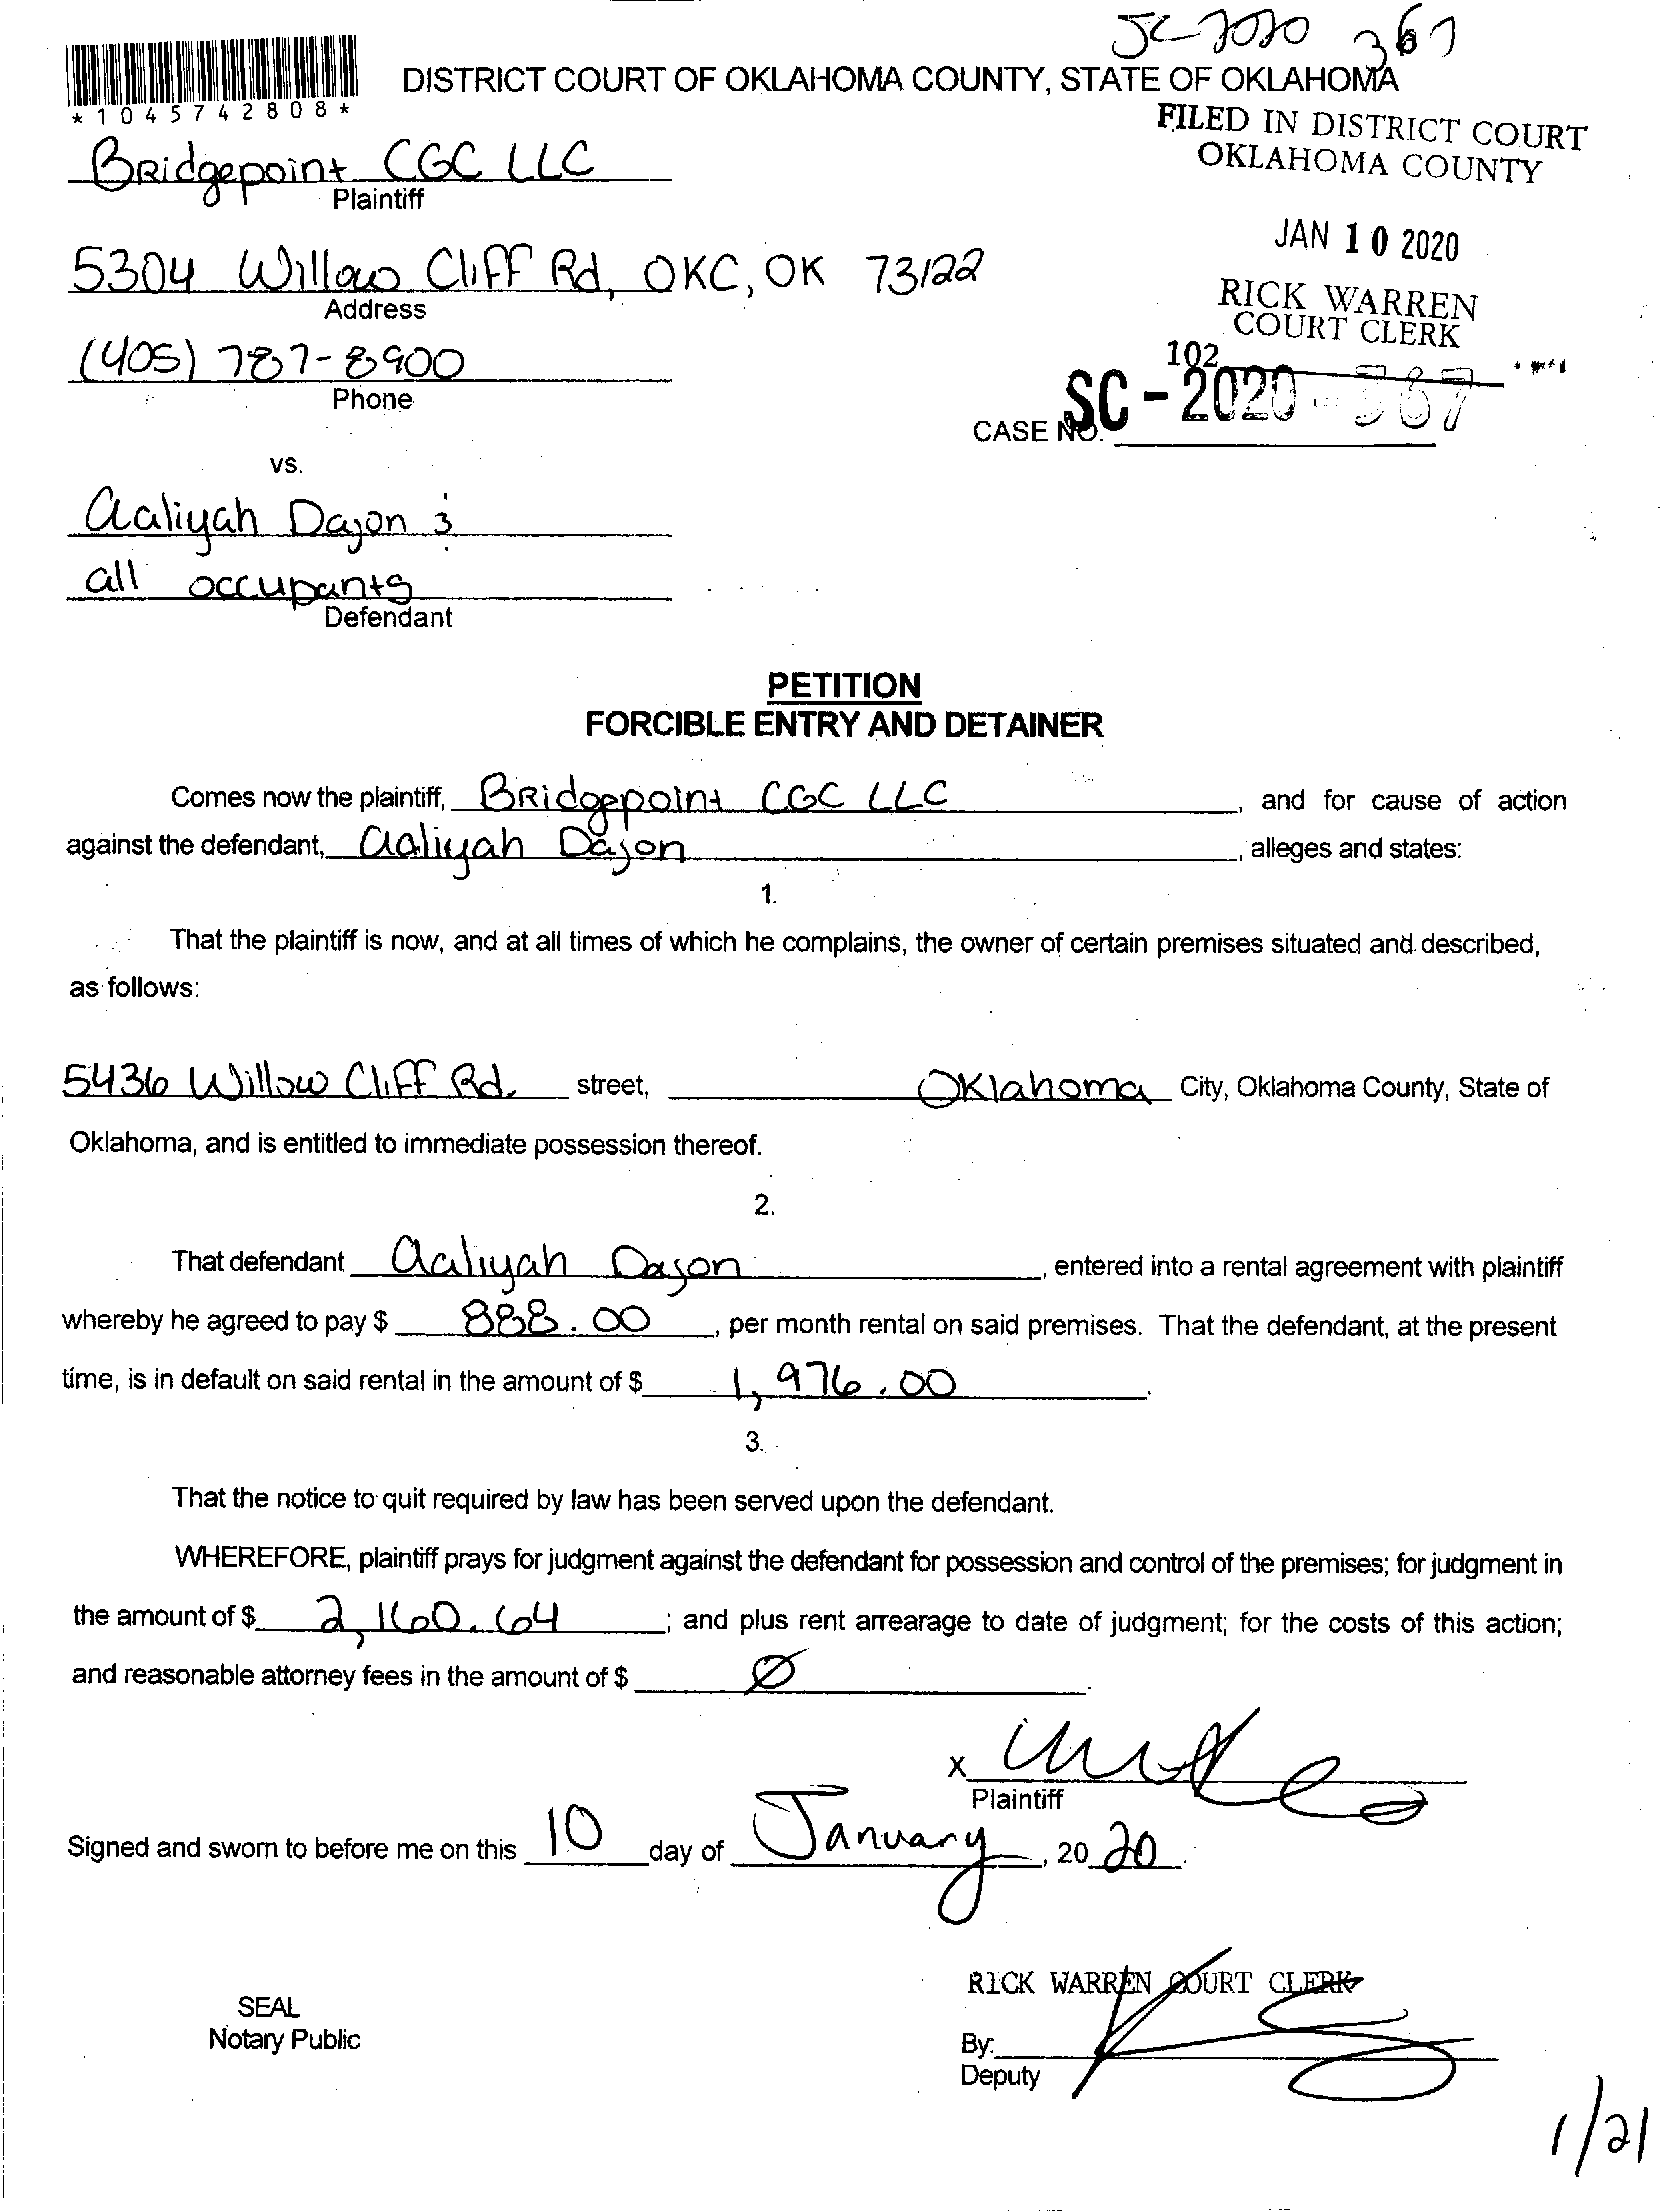 SC-2020 367
DISTRICT COURT OF OKLAHOMA COUNTY, STATE OF OKLAHOMA
*1045742808*
FILED IN DISTRICT COURT
OKLAHOMA COUNTY
Bridgepoint CGC LLC
Plaintiff
JAN 10 2020
5304 Willow Cliff Rd, OKC, OK 73122
Address
RICK WARREN
COURT CLERK
(405) 787-8900
Phone
102
CASE NO. SC-2020-367
vs.
Aaliyah Dajon &
all occupants
Defendant
PETITION
FORCIBLE ENTRY AND DETAINER
Comes now the plaintiff, Bridgepoint CGC LLC, and for cause of action
against the defendant, Aaliyah Dajon, alleges and states:
1.
That the plaintiff is now, and at all times of which he complains, the owner of certain premises situated and described,
as follows:
5436 Willow Cliff Rd. street, Oklahoma City, Oklahoma County, State of
Oklahoma, and is entitled to immediate possession thereof.
2.
That defendant Aaliyah Dajon, entered into a rental agreement with plaintiff
whereby he agreed to pay $ 888.00, per month rental on said premises. That the defendant, at the present
time, is in default on said rental in the amount of $ 1,976.00.
3.
That the notice to quit required by law has been served upon the defendant.
WHEREFORE, plaintiff prays for judgment against the defendant for possession and control of the premises; for judgment in
the amount of $ 2,160.64; and plus rent arrearage to date of judgment; for the costs of this action;
and reasonable attorney fees in the amount of $ Ø.
X
Plaintiff
Signed and sworn to before me on this 10 day of January, 2020.
RICK WARREN COURT CLERK
SEAL
Notary Public
By:
Deputy
1/21